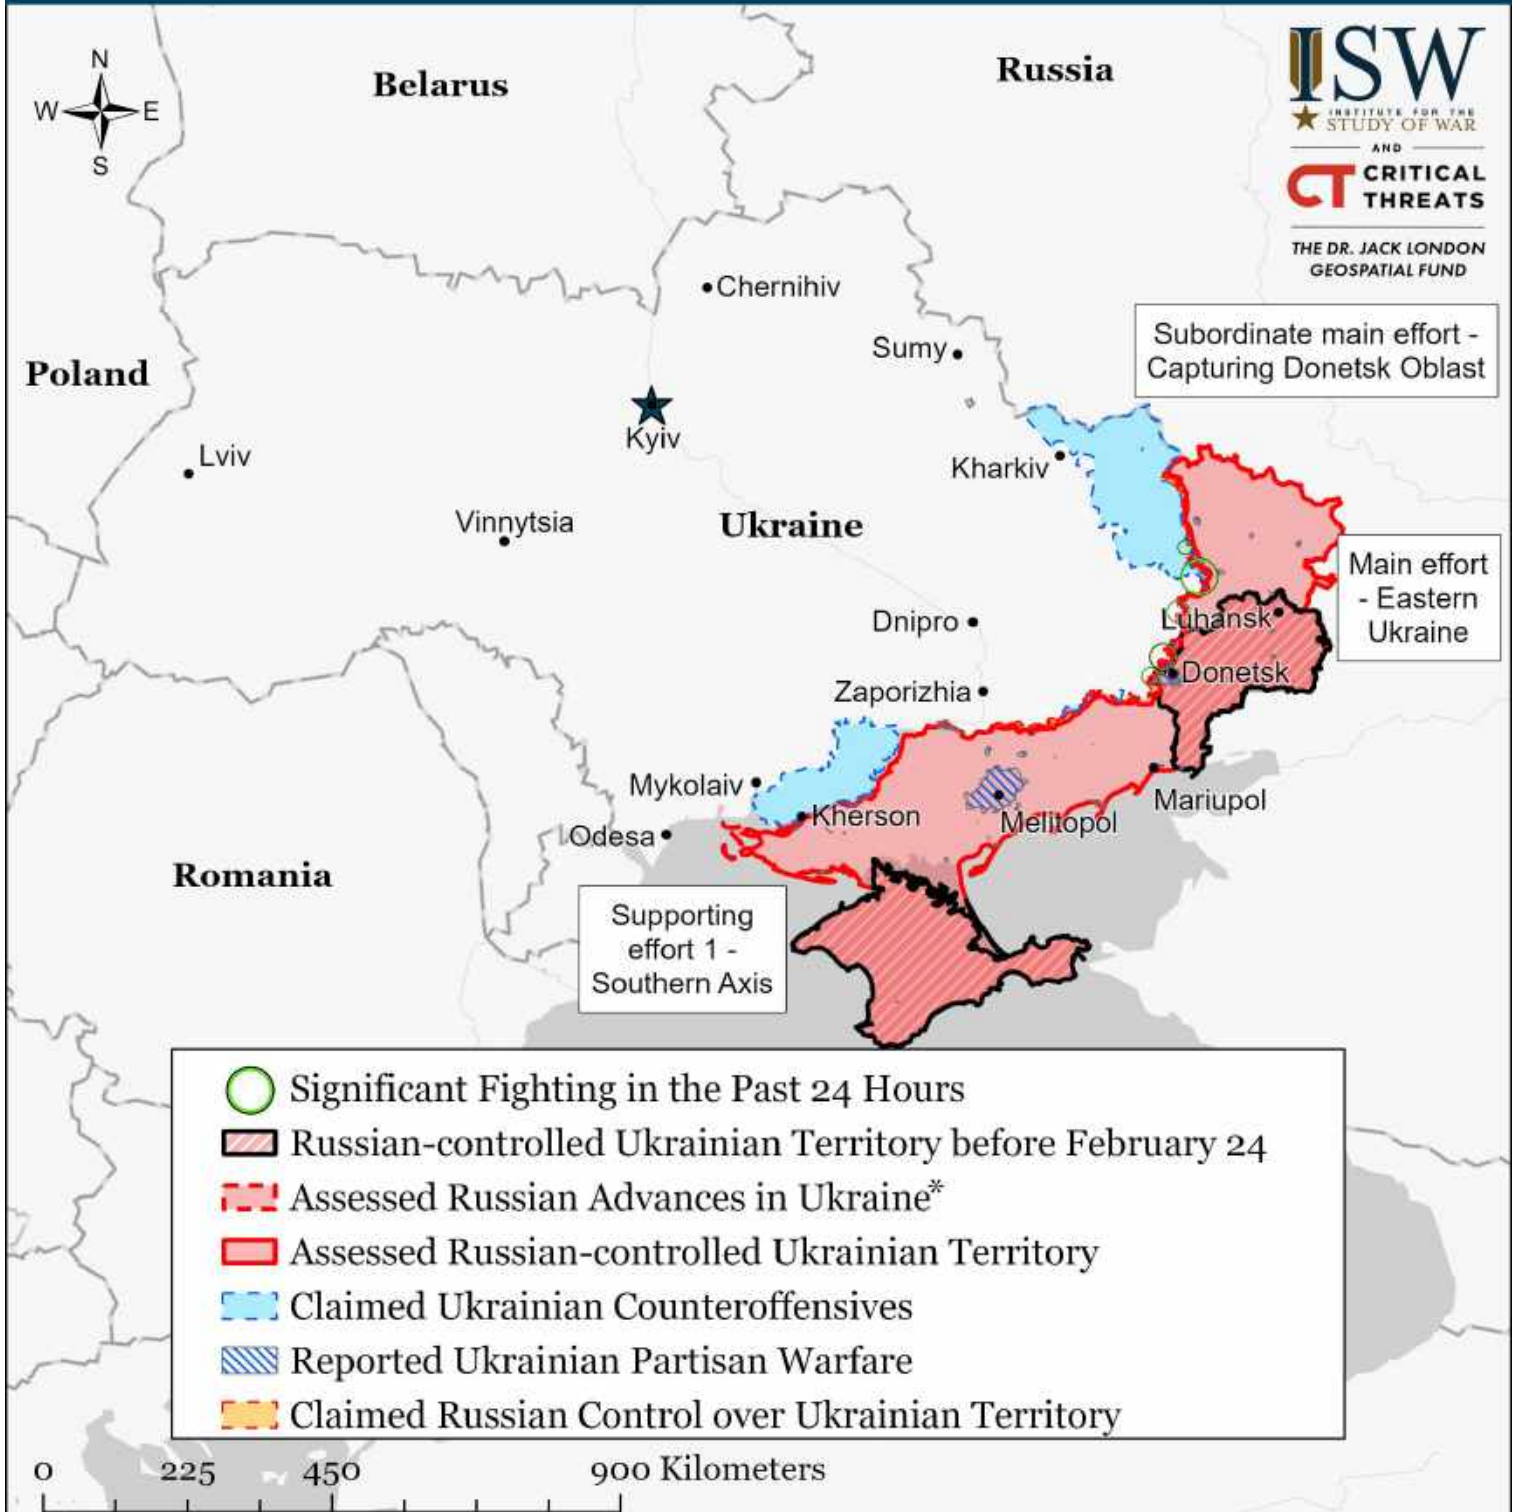 N
W E
S
Belarus
Russia
ISW
INSTITUTE FOR THE
STUDY OF WAR
AND
CT CRITICAL
THREATS
THE DR. JACK LONDON
GEOSPATIAL FUND
Chernihiv
Subordinate main effort -
Capturing Donetsk Oblast
Sumy
Poland
Kyiv
Lviv
Kharkiv
Vinnytsia
Ukraine
Main effort
- Eastern
Ukraine
Dnipro
Luhansk
Donetsk
Zaporizhia
Mykolaiv
Mariupol
Kherson
Melitopol
Odesa
Romania
Supporting
effort 1 -
Southern Axis
Significant Fighting in the Past 24 Hours
Russian-controlled Ukrainian Territory before February 24
Assessed Russian Advances in Ukraine*
Assessed Russian-controlled Ukrainian Territory
Claimed Ukrainian Counteroffensives
Reported Ukrainian Partisan Warfare
Claimed Russian Control over Ukrainian Territory
0 225 450 900 Kilometers